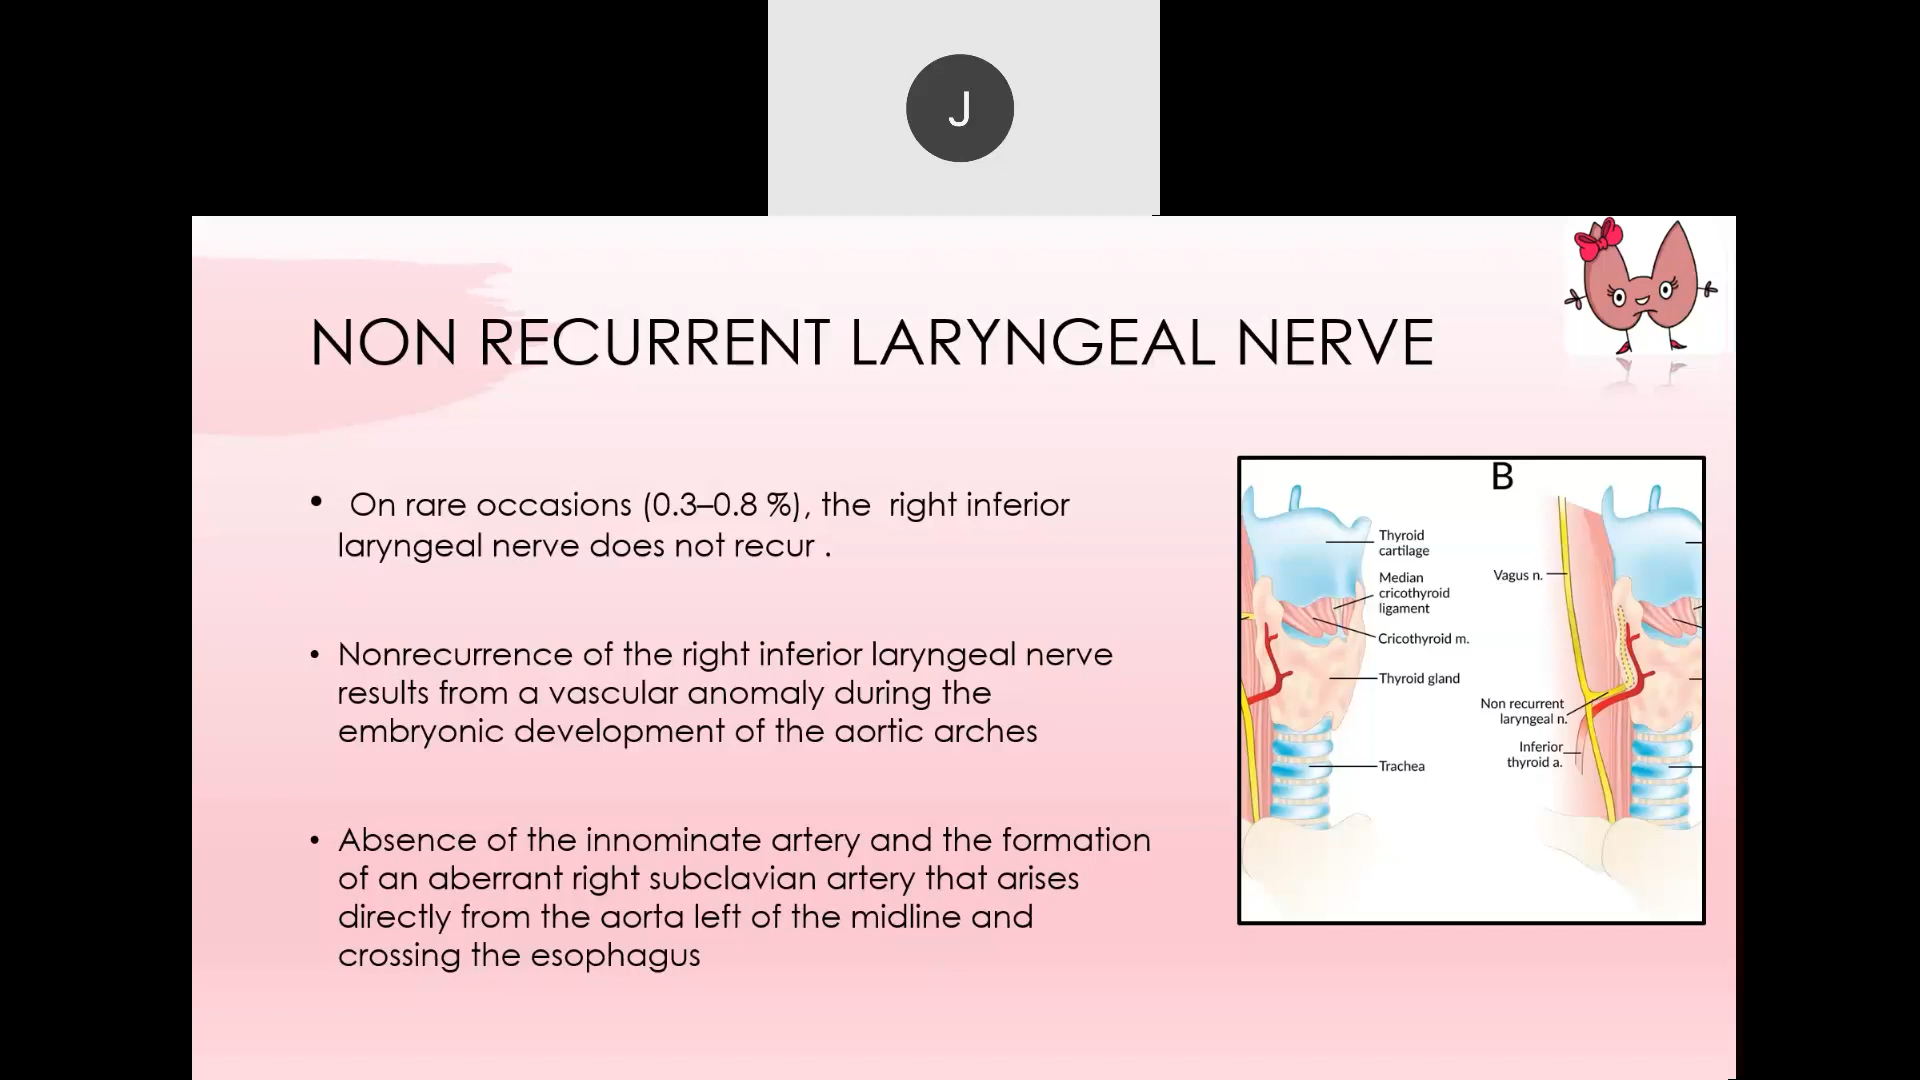 J
NON RECURRENT LARYNGEAL NERVE
• On rare occasions (0.3–0.8 %), the  right inferior
laryngeal nerve does not recur .
• Nonrecurrence of the right inferior laryngeal nerve
results from a vascular anomaly during the
embryonic development of the aortic arches
• Absence of the innominate artery and the formation
of an aberrant right subclavian artery that arises
directly from the aorta left of the midline and
crossing the esophagus
B
Thyroid
cartilage
Median
cricothyroid
ligament
Cricothyroid m.
Thyroid gland
Trachea
Vagus n.
Non recurrent
laryngeal n.
Inferior
thyroid a.